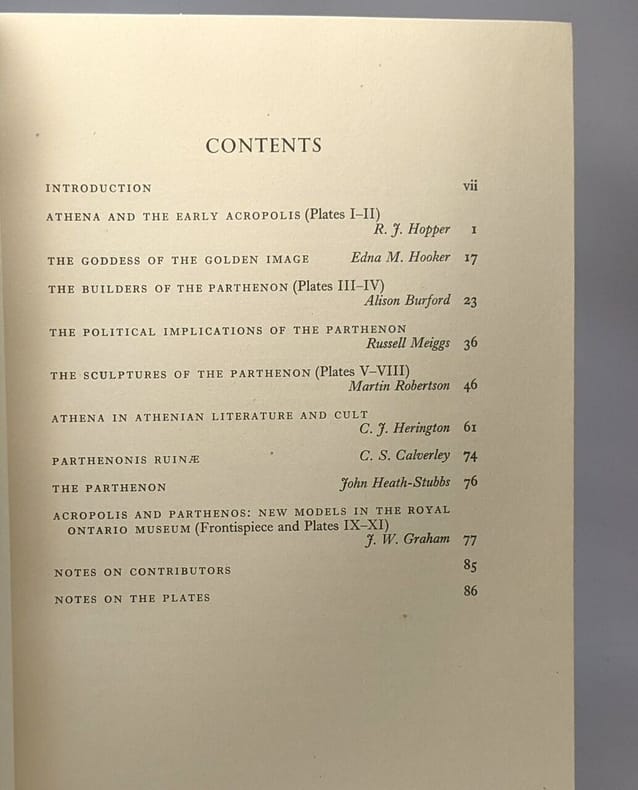 CONTENTS
INTRODUCTION vii
ATHENA AND THE EARLY ACROPOLIS (Plates I–II)
R. J. Hopper 1
THE GODDESS OF THE GOLDEN IMAGE Edna M. Hooker 17
THE BUILDERS OF THE PARTHENON (Plates III–IV)
Alison Burford 23
THE POLITICAL IMPLICATIONS OF THE PARTHENON
Russell Meiggs 36
THE SCULPTURES OF THE PARTHENON (Plates V–VIII)
Martin Robertson 46
ATHENA IN ATHENIAN LITERATURE AND CULT
C. J. Herington 61
PARTHENONIS RUINÆ C. S. Calverley 74
THE PARTHENON John Heath-Stubbs 76
ACROPOLIS AND PARTHENOS: NEW MODELS IN THE ROYAL
ONTARIO MUSEUM (Frontispiece and Plates IX–XI)
J. W. Graham 77
NOTES ON CONTRIBUTORS 85
NOTES ON THE PLATES 86